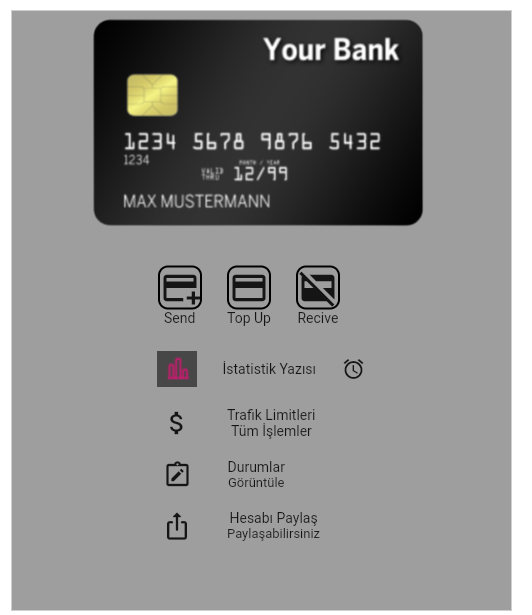 Your Bank
1234 5678 9876 5432
1234
MONTH / YEAR
VALID THRU 12/99
MAX MUSTERMANN
Send Top Up Recive
İstatistik Yazısı
Trafik Limitleri
Tüm İşlemler
Durumlar
Görüntüle
Hesabı Paylaş
Paylaşabilirsiniz